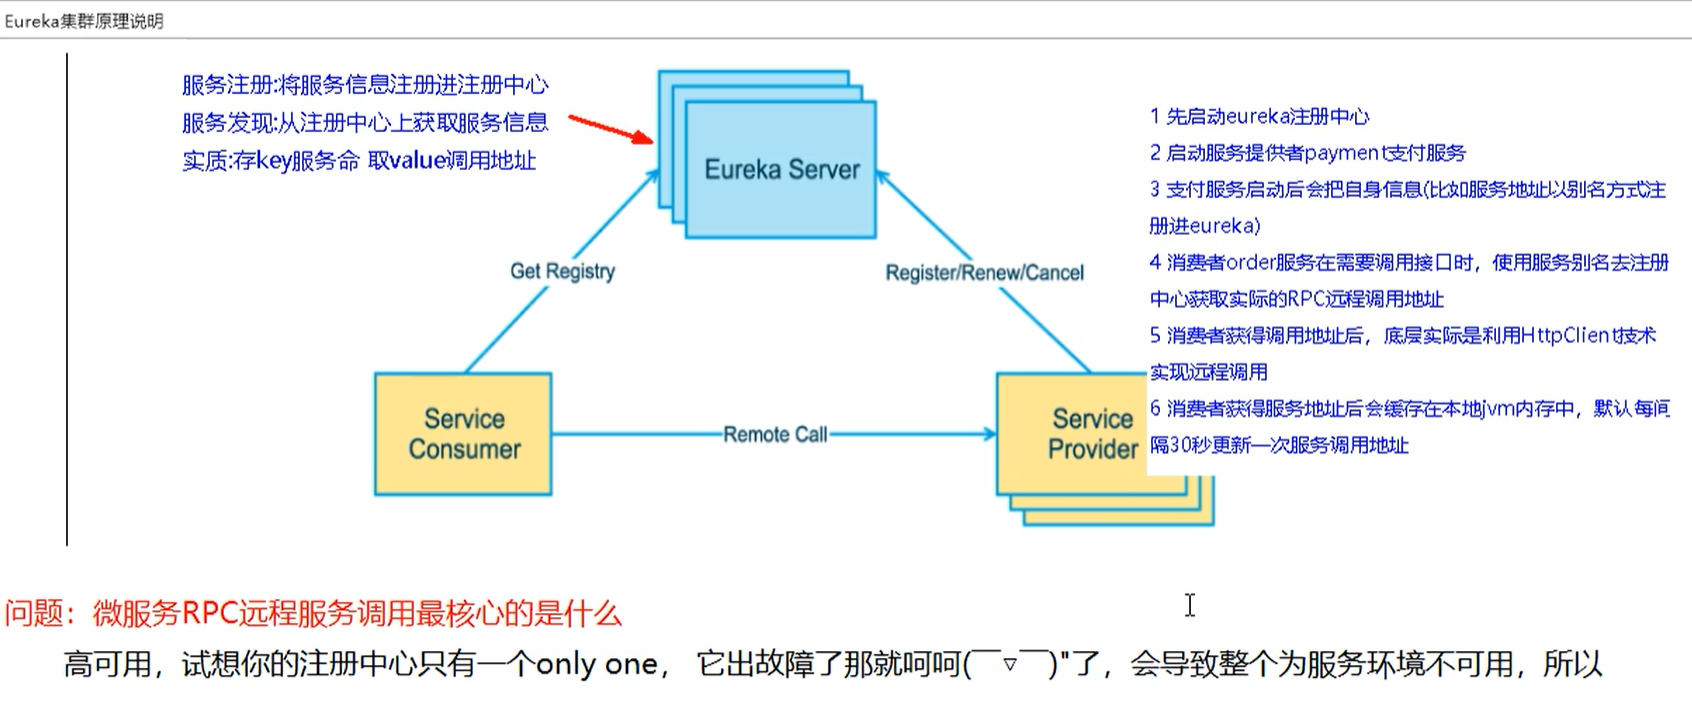 Eureka集群原理说明
服务注册:将服务信息注册进注册中心
服务发现:从注册中心上获取服务信息
实质:存key服务命 取value调用地址
Eureka Server
Get Registry
Register/Renew/Cancel
Service
Consumer
Remote Call
Service
Provider
1 先启动eureka注册中心
2 启动服务提供者payment支付服务
3 支付服务启动后会把自身信息(比如服务地址以别名方式注
册进eureka)
4 消费者order服务在需要调用接口时，使用服务别名去注册
中心获取实际的RPC远程调用地址
5 消费者获得调用地址后，底层实际是利用HttpClient技术
实现远程调用
6 消费者获得服务地址后会缓存在本地jvm内存中，默认每间
隔30秒更新一次服务调用地址
问题：微服务RPC远程服务调用最核心的是什么
高可用，试想你的注册中心只有一个only one， 它出故障了那就呵呵(￣▽￣)"了，会导致整个为服务环境不可用，所以